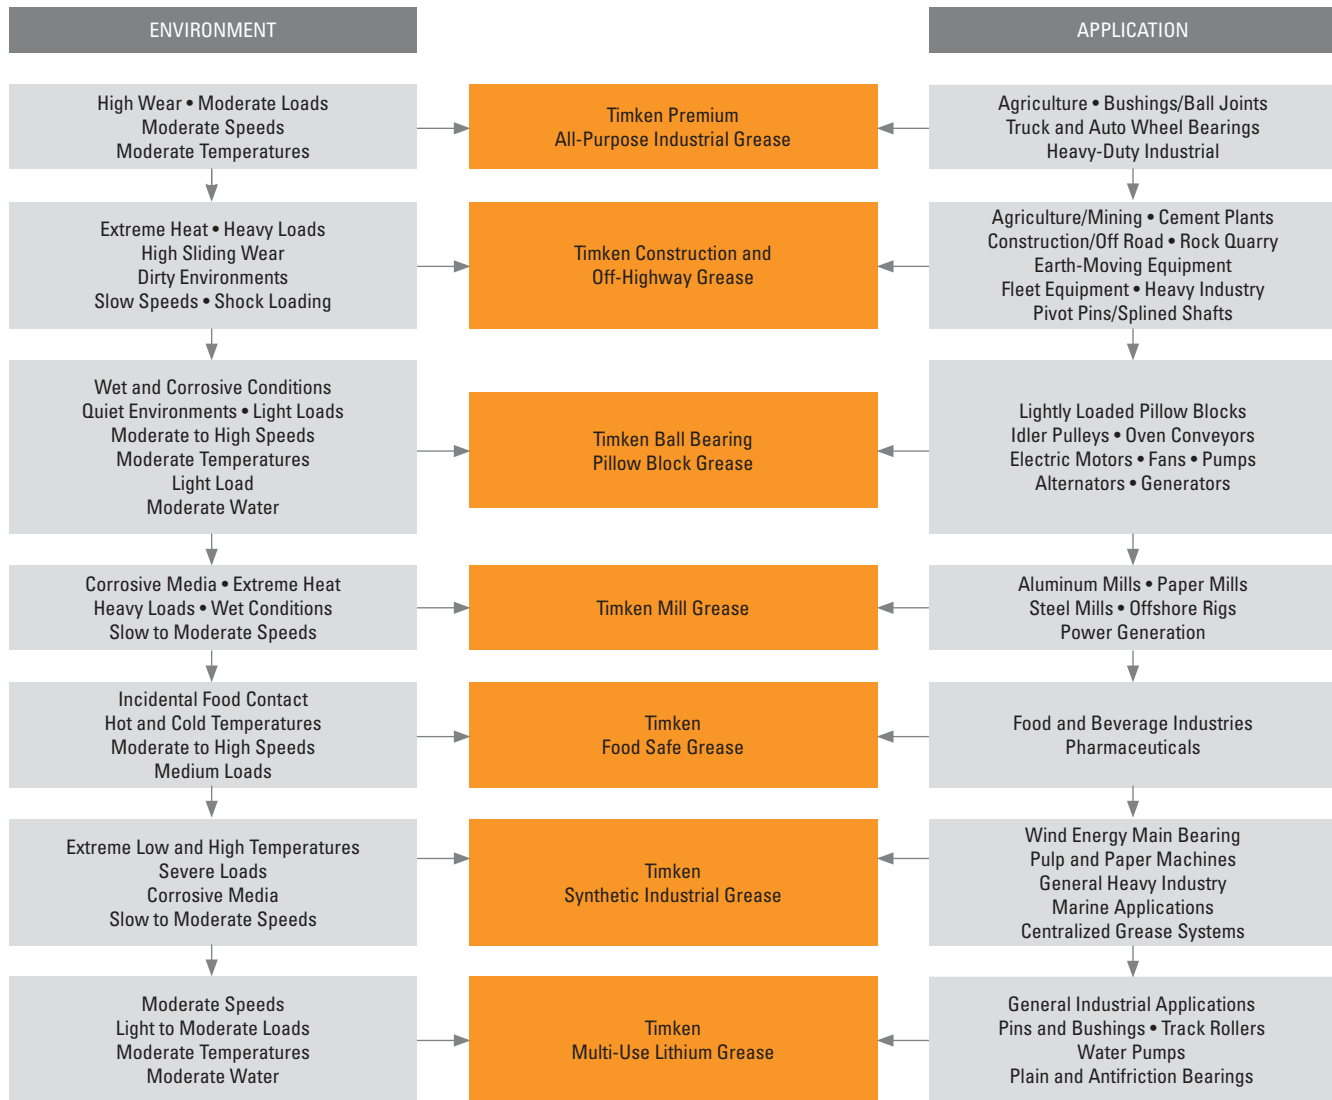 ENVIRONMENT
APPLICATION
High Wear • Moderate Loads
Moderate Speeds
Moderate Temperatures
Timken Premium
All-Purpose Industrial Grease
Agriculture • Bushings/Ball Joints
Truck and Auto Wheel Bearings
Heavy-Duty Industrial
Extreme Heat • Heavy Loads
High Sliding Wear
Dirty Environments
Slow Speeds • Shock Loading
Timken Construction and
Off-Highway Grease
Agriculture/Mining • Cement Plants
Construction/Off Road • Rock Quarry
Earth-Moving Equipment
Fleet Equipment • Heavy Industry
Pivot Pins/Splined Shafts
Wet and Corrosive Conditions
Quiet Environments • Light Loads
Moderate to High Speeds
Moderate Temperatures
Light Load
Moderate Water
Timken Ball Bearing
Pillow Block Grease
Lightly Loaded Pillow Blocks
Idler Pulleys • Oven Conveyors
Electric Motors • Fans • Pumps
Alternators • Generators
Corrosive Media • Extreme Heat
Heavy Loads • Wet Conditions
Slow to Moderate Speeds
Timken Mill Grease
Aluminum Mills • Paper Mills
Steel Mills • Offshore Rigs
Power Generation
Incidental Food Contact
Hot and Cold Temperatures
Moderate to High Speeds
Medium Loads
Timken
Food Safe Grease
Food and Beverage Industries
Pharmaceuticals
Extreme Low and High Temperatures
Severe Loads
Corrosive Media
Slow to Moderate Speeds
Timken
Synthetic Industrial Grease
Wind Energy Main Bearing
Pulp and Paper Machines
General Heavy Industry
Marine Applications
Centralized Grease Systems
Moderate Speeds
Light to Moderate Loads
Moderate Temperatures
Moderate Water
Timken
Multi-Use Lithium Grease
General Industrial Applications
Pins and Bushings • Track Rollers
Water Pumps
Plain and Antifriction Bearings